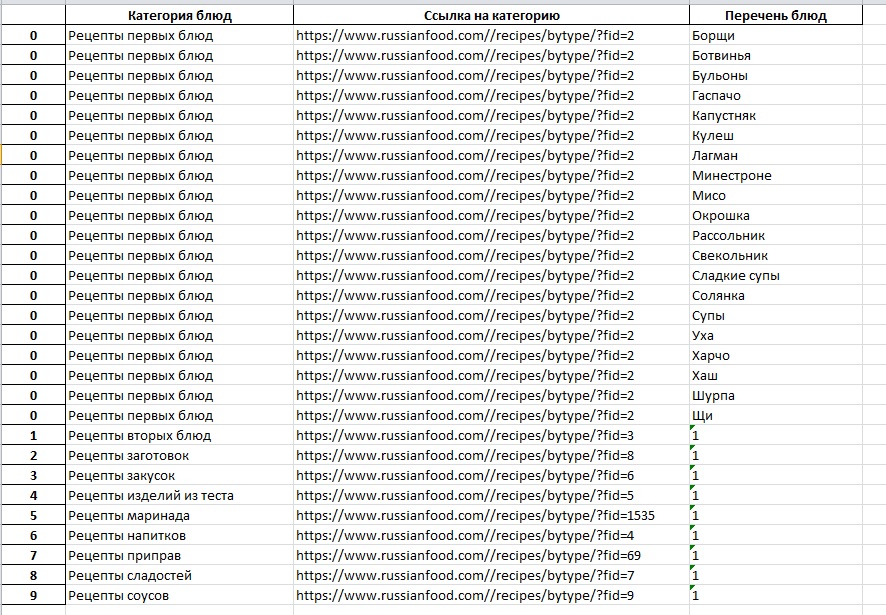 Категория блюд Ссылка на категорию Перечень блюд
0 Рецепты первых блюд https://www.russianfood.com//recipes/bytype/?fid=2 Борщи
0 Рецепты первых блюд https://www.russianfood.com//recipes/bytype/?fid=2 Ботвинья
0 Рецепты первых блюд https://www.russianfood.com//recipes/bytype/?fid=2 Бульоны
0 Рецепты первых блюд https://www.russianfood.com//recipes/bytype/?fid=2 Гаспачо
0 Рецепты первых блюд https://www.russianfood.com//recipes/bytype/?fid=2 Капустняк
0 Рецепты первых блюд https://www.russianfood.com//recipes/bytype/?fid=2 Кулеш
0 Рецепты первых блюд https://www.russianfood.com//recipes/bytype/?fid=2 Лагман
0 Рецепты первых блюд https://www.russianfood.com//recipes/bytype/?fid=2 Минестроне
0 Рецепты первых блюд https://www.russianfood.com//recipes/bytype/?fid=2 Мисо
0 Рецепты первых блюд https://www.russianfood.com//recipes/bytype/?fid=2 Окрошка
0 Рецепты первых блюд https://www.russianfood.com//recipes/bytype/?fid=2 Рассольник
0 Рецепты первых блюд https://www.russianfood.com//recipes/bytype/?fid=2 Свекольник
0 Рецепты первых блюд https://www.russianfood.com//recipes/bytype/?fid=2 Сладкие супы
0 Рецепты первых блюд https://www.russianfood.com//recipes/bytype/?fid=2 Солянка
0 Рецепты первых блюд https://www.russianfood.com//recipes/bytype/?fid=2 Супы
0 Рецепты первых блюд https://www.russianfood.com//recipes/bytype/?fid=2 Уха
0 Рецепты первых блюд https://www.russianfood.com//recipes/bytype/?fid=2 Харчо
0 Рецепты первых блюд https://www.russianfood.com//recipes/bytype/?fid=2 Хаш
0 Рецепты первых блюд https://www.russianfood.com//recipes/bytype/?fid=2 Шурпа
0 Рецепты первых блюд https://www.russianfood.com//recipes/bytype/?fid=2 Щи
1 Рецепты вторых блюд https://www.russianfood.com//recipes/bytype/?fid=3 1
2 Рецепты заготовок https://www.russianfood.com//recipes/bytype/?fid=8 1
3 Рецепты закусок https://www.russianfood.com//recipes/bytype/?fid=6 1
4 Рецепты изделий из теста https://www.russianfood.com//recipes/bytype/?fid=5 1
5 Рецепты маринада https://www.russianfood.com//recipes/bytype/?fid=1535 1
6 Рецепты напитков https://www.russianfood.com//recipes/bytype/?fid=4 1
7 Рецепты приправ https://www.russianfood.com//recipes/bytype/?fid=69 1
8 Рецепты сладостей https://www.russianfood.com//recipes/bytype/?fid=7 1
9 Рецепты соусов https://www.russianfood.com//recipes/bytype/?fid=9 1